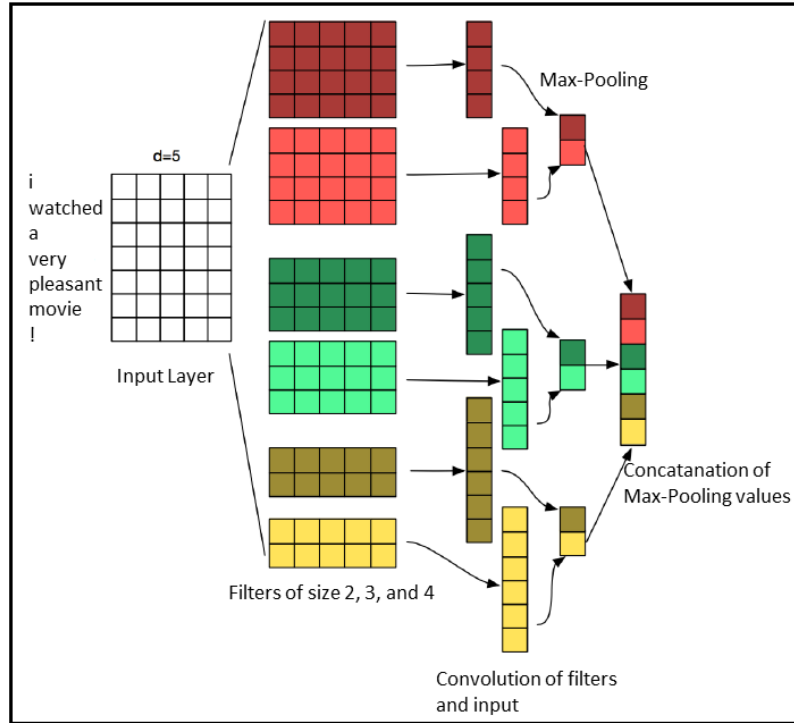 Max-Pooling
d=5
i
watched
a
very
pleasant
movie
!
Input Layer
Concatanation of
Max-Pooling values
Filters of size 2, 3, and 4
Convolution of filters
and input